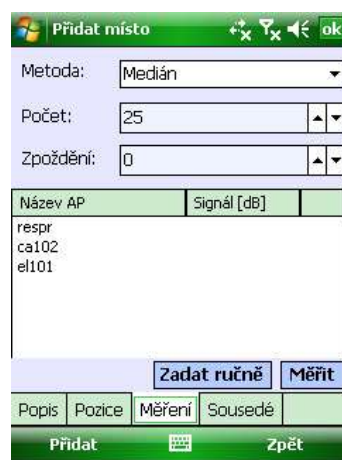 Přidat místo ok
Metoda: Medián
Počet: 25
Zpoždění: 0
Název AP Signál [dB]
respr
ca102
el101
Zadat ručně Měřit
Popis Pozice Měření Sousedé
Přidat Zpět